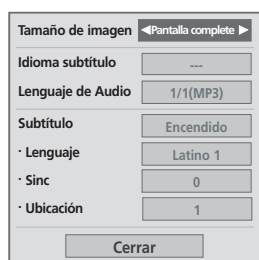 Tamaño de imagen ◀Pantalla complete ▶
Idioma subtítulo ---
Lenguaje de Audio 1/1(MP3)
Subtítulo Encendido
· Lenguaje Latino 1
· Sinc 0
· Ubicación 1
Cerrar